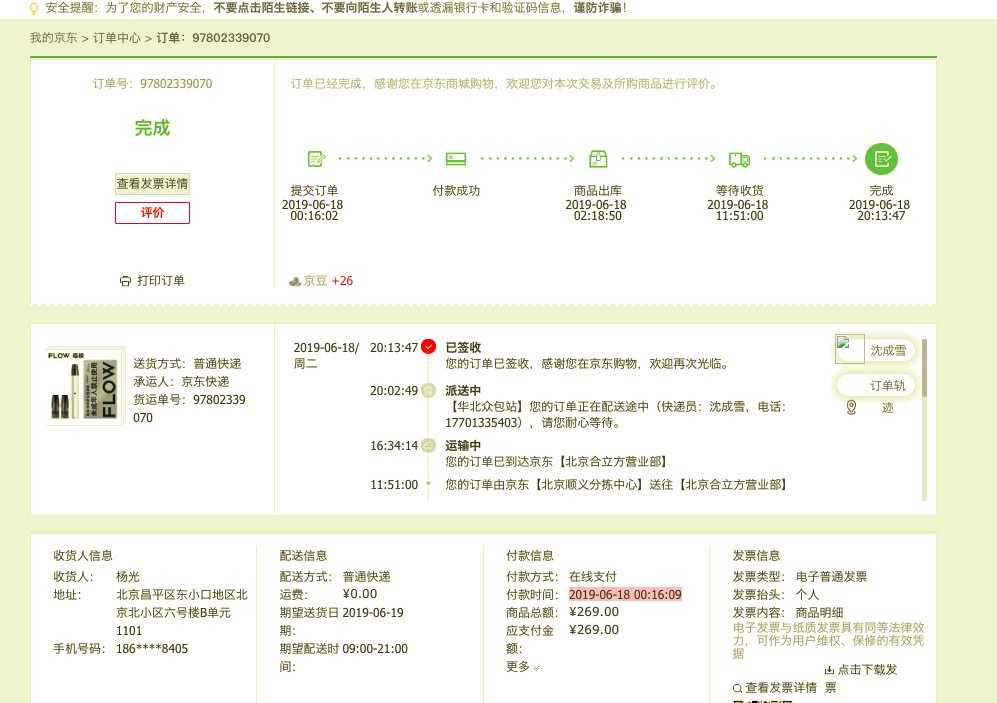 安全提醒：为了您的财产安全，不要点击陌生链接、不要向陌生人转账或透漏银行卡和验证码信息，谨防诈骗！
我的京东 > 订单中心 > 订单：97802339070
订单号：97802339070
完成
查看发票详情
评价
打印订单
订单已经完成，感谢您在京东商城购物，欢迎您对本次交易及所购商品进行评价。
提交订单
2019-06-18
00:16:02
付款成功
商品出库
2019-06-18
02:18:50
等待收货
2019-06-18
11:51:00
完成
2019-06-18
20:13:47
京豆 +26
FLOW 福禄
未成年人禁止使用
FLOW
送货方式：普通快递
承运人：京东快递
货运单号：97802339
070
2019-06-18/ 20:13:47 已签收
周二 您的订单已签收，感谢您在京东购物，欢迎再次光临。
20:02:49 派送中
【华北众包站】您的订单正在配送途中（快递员：沈成雪，电话：
17701335403），请您耐心等待。
16:34:14 运输中
您的订单已到达京东【北京合立方营业部】
11:51:00 您的订单由京东【北京顺义分拣中心】送往【北京合立方营业部】
沈成雪
订单轨
迹
收货人信息
收货人： 杨光
地址： 北京昌平区东小口地区北
京北小区六号楼B单元
1101
手机号码： 186****8405
配送信息
配送方式： 普通快递
运费： ¥0.00
期望送货日 2019-06-19
期：
期望配送时 09:00-21:00
间：
付款信息
付款方式： 在线支付
付款时间： 2019-06-18 00:16:09
商品总额： ¥269.00
应支付金 ¥269.00
额：
更多
发票信息
发票类型： 电子普通发票
发票抬头： 个人
发票内容： 商品明细
电子发票与纸质发票具有同等法律效
力，可作为用户维权、保修的有效凭
据
点击下载发
查看发票详情 票